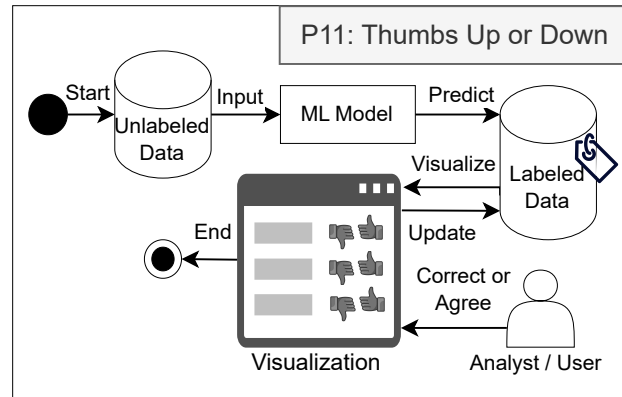 P11: Thumbs Up or Down
Start
Unlabeled
Data
Input
ML Model
Predict
Labeled
Data
Visualize
Update
End
Correct or
Agree
Visualization
Analyst / User